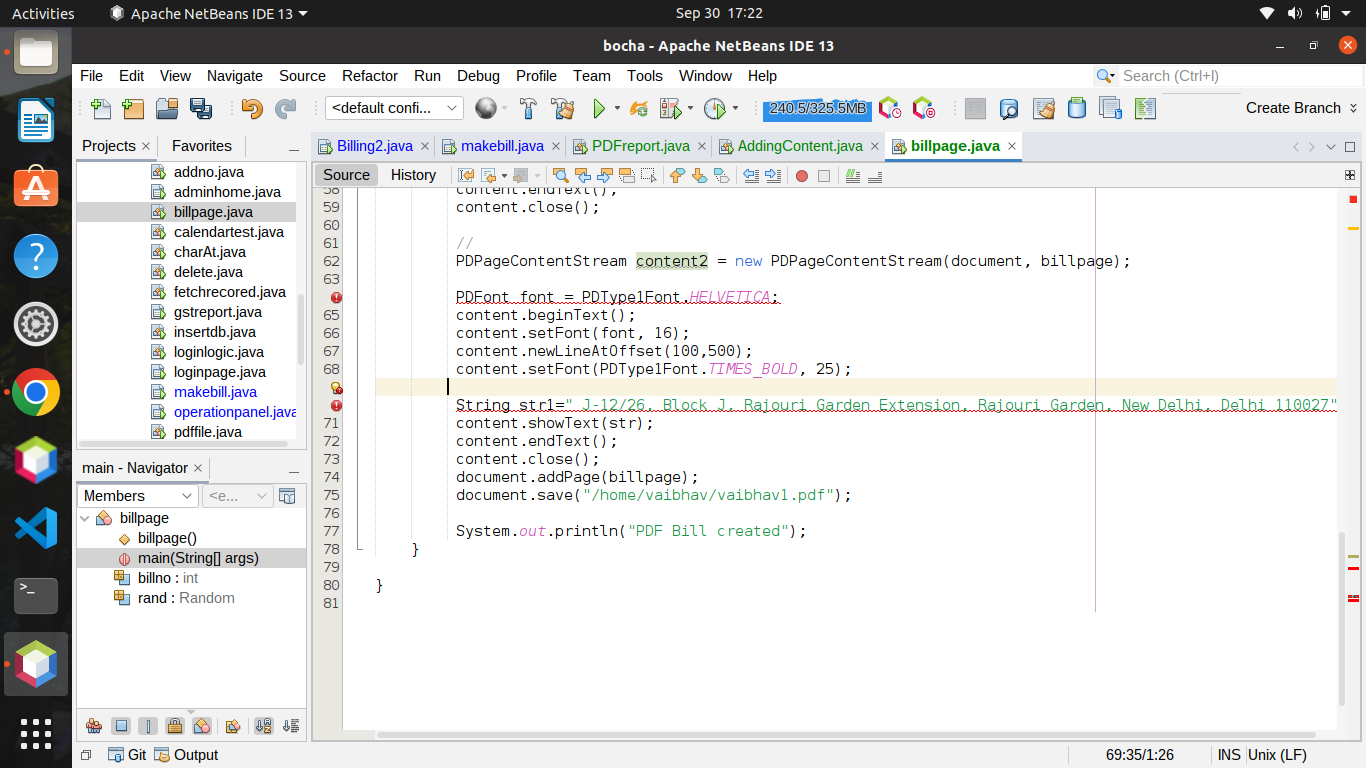 Activities
Apache NetBeans IDE 13
Sep 30 17:22
bocha - Apache NetBeans IDE 13
File Edit View Navigate Source Refactor Run Debug Profile Team Tools Window Help
Search (Ctrl+I)
<default confi...
240.5/325.5MB
Create Branch
Projects
Favorites
Billing2.java
makebill.java
PDFreport.java
AddingContent.java
billpage.java
Source
History
addno.java
adminhome.java
billpage.java
calendartest.java
charAt.java
delete.java
fetchrecored.java
gstreport.java
insertdb.java
loginlogic.java
loginpage.java
makebill.java
operationpanel.java
pdffile.java
main - Navigator
Members
<e...
billpage
billpage()
main(String[] args)
billno : int
rand : Random
58 content.endText();
59 content.close();
60
61 //
62 PDPageContentStream content2 = new PDPageContentStream(document, billpage);
63
PDFont font = PDType1Font.HELVETICA;
65 content.beginText();
66 content.setFont(font, 16);
67 content.newLineAtOffset(100,500);
68 content.setFont(PDType1Font.TIMES_BOLD, 25);
String str1=" J-12/26, Block J, Rajouri Garden Extension, Rajouri Garden, New Delhi, Delhi 110027"
71 content.showText(str);
72 content.endText();
73 content.close();
74 document.addPage(billpage);
75 document.save("/home/vaibhav/vaibhav1.pdf");
76
77 System.out.println("PDF Bill created");
78 }
79
80 }
81
Git
Output
69:35/1:26
INS
Unix (LF)